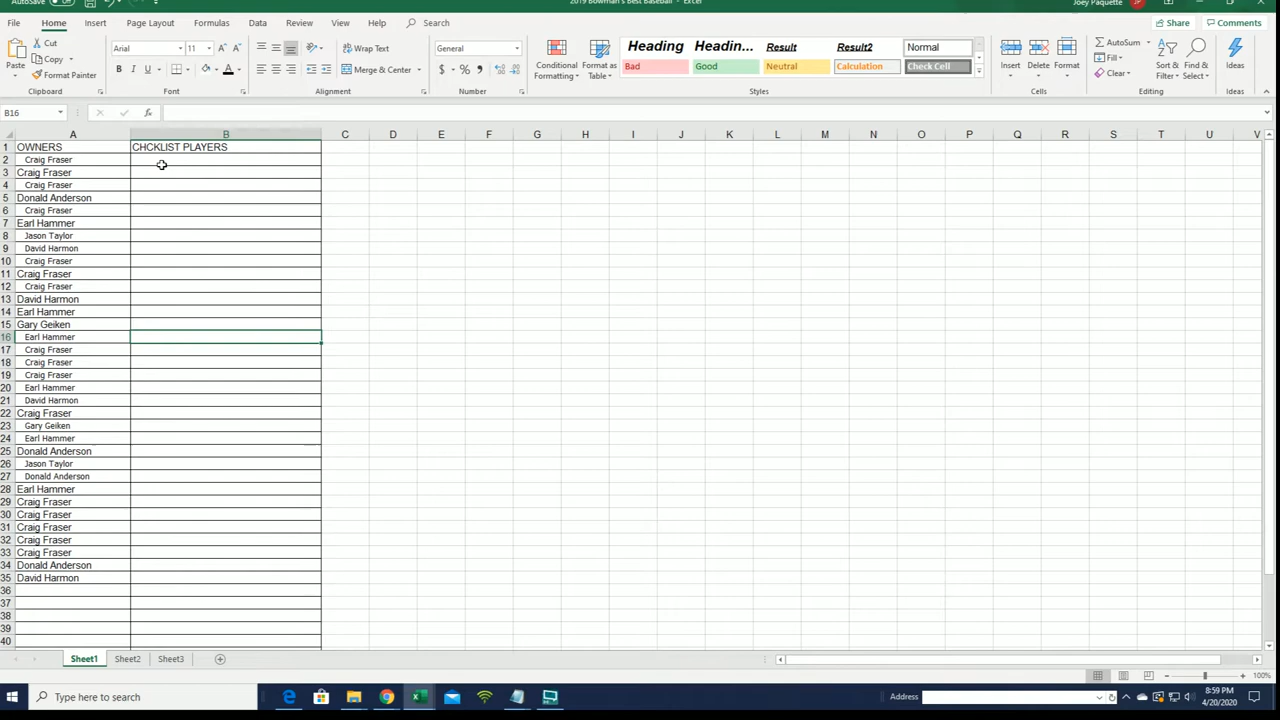 AutoSave Off 2019 Bowman's Best Baseball - Excel Joey Paquette JP
File Home Insert Page Layout Formulas Data Review View Help Search Share Comments
Paste Cut Copy Format Painter Clipboard
Arial 11 A A B I U A Font
Wrap Text Merge & Center Alignment
General $ % , Number
Conditional Formatting Format as Table
Heading Headin... Result Result2 Normal
Bad Good Neutral Calculation Check Cell
Styles
Insert Delete Format Cells
AutoSum Fill Clear Sort & Filter Find & Select Editing
Ideas Ideas
B16 fx
A B C D E F G H I J K L M N O P Q R S T U V
1 OWNERS CHCKLIST PLAYERS
2 Craig Fraser
3 Craig Fraser
4 Craig Fraser
5 Donald Anderson
6 Craig Fraser
7 Earl Hammer
8 Jason Taylor
9 David Harmon
10 Craig Fraser
11 Craig Fraser
12 Craig Fraser
13 David Harmon
14 Earl Hammer
15 Gary Geiken
16 Earl Hammer
17 Craig Fraser
18 Craig Fraser
19 Craig Fraser
20 Earl Hammer
21 David Harmon
22 Craig Fraser
23 Gary Geiken
24 Earl Hammer
25 Donald Anderson
26 Jason Taylor
27 Donald Anderson
28 Earl Hammer
29 Craig Fraser
30 Craig Fraser
31 Craig Fraser
32 Craig Fraser
33 Craig Fraser
34 Donald Anderson
35 David Harmon
36
37
38
39
40
Sheet1 Sheet2 Sheet3
100%
Type here to search Address 8:59 PM
4/20/2020